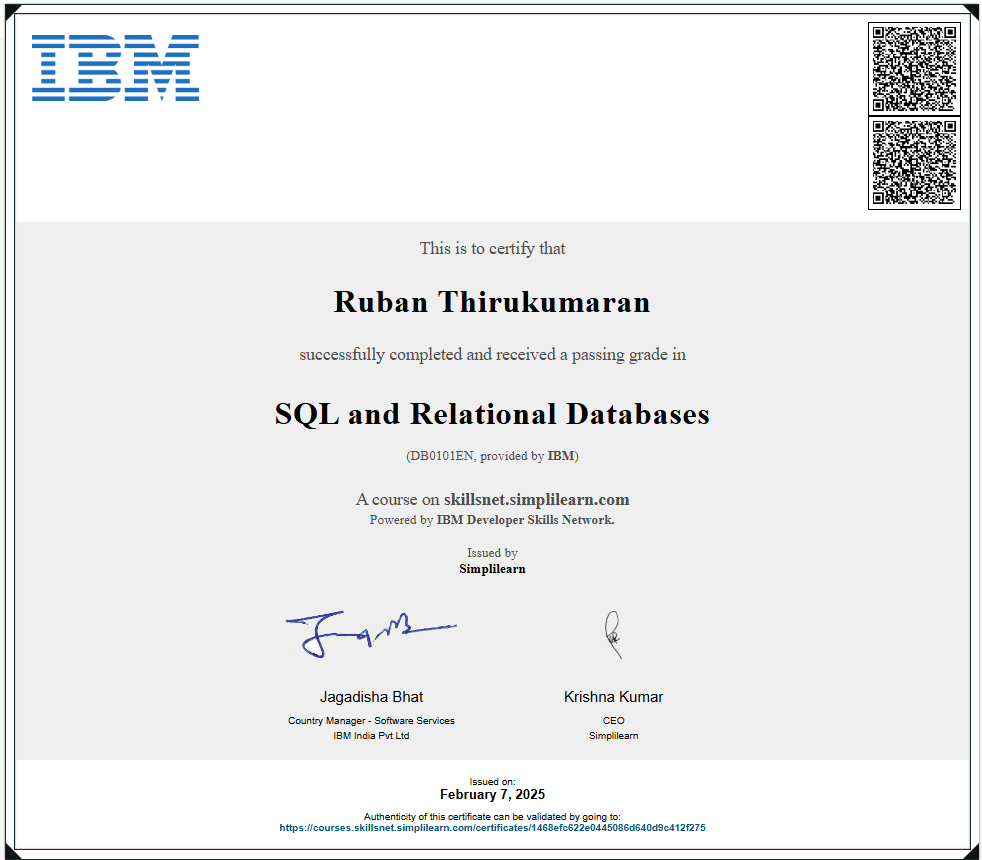 IBM
This is to certify that
Ruban Thirukumaran
successfully completed and received a passing grade in
SQL and Relational Databases
(DB0101EN, provided by IBM)
A course on skillsnet.simplilearn.com
Powered by IBM Developer Skills Network.
Issued by
Simplilearn
Jagadisha Bhat
Country Manager - Software Services
IBM India Pvt Ltd
Krishna Kumar
CEO
Simplilearn
Issued on:
February 7, 2025
Authenticity of this certificate can be validated by going to:
https://courses.skillsnet.simplilearn.com/certificates/1468efc622e0445086d640d9c412f275